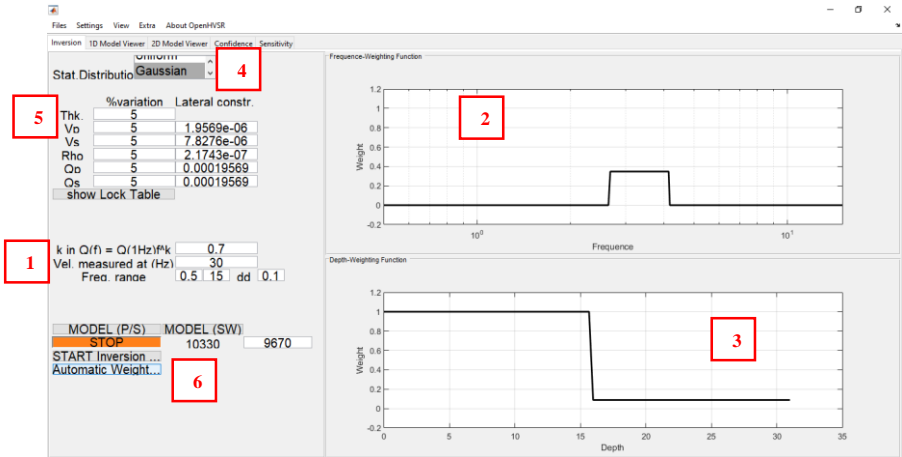 Files Settings View Extra About OpenHVSR
Inversion 1D Model Viewer 2D Model Viewer Confidence Sensitivity
Uniform
Stat.Distributio Gaussian
4
%variation Lateral constr.
5
Thk. 5
Vp 5 1.9569e-06
Vs 5 7.8276e-06
Rho 5 2.1743e-07
Qp 5 0.00019569
Qs 5 0.00019569
show Lock Table
1
k in Q(f) = Q(1Hz)f^k 0.7
Vel. measured at (Hz) 30
Freq. range 0.5 15 dd 0.1
MODEL (P/S) MODEL (SW)
STOP 10330 9670
START Inversion ...
Automatic Weight...
6
Frequence-Weighting Function
2
1.2
1
0.8
0.6
0.4
0.2
0
-0.2
Weight
10^0 10^1
Frequence
Depth-Weighting Function
3
1.2
1
0.8
0.6
0.4
0.2
0
-0.2
Weight
0 5 10 15 20 25 30 35
Depth